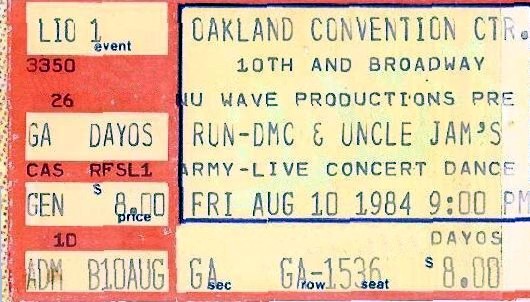 LIO 1 event
3350
26
GA DAYOS
CAS RFSL1
GEN $ 8.00 price
1D
ADM B10AUG
OAKLAND CONVENTION CTR.
10TH AND BROADWAY
NU WAVE PRODUCTIONS PRE
RUN-DMC & UNCLE JAM'S
ARMY-LIVE CONCERT DANCE
FRI AUG 10 1984 9:00 PM
DAYOS
GA sec GA-1536 row seat $ 8.00